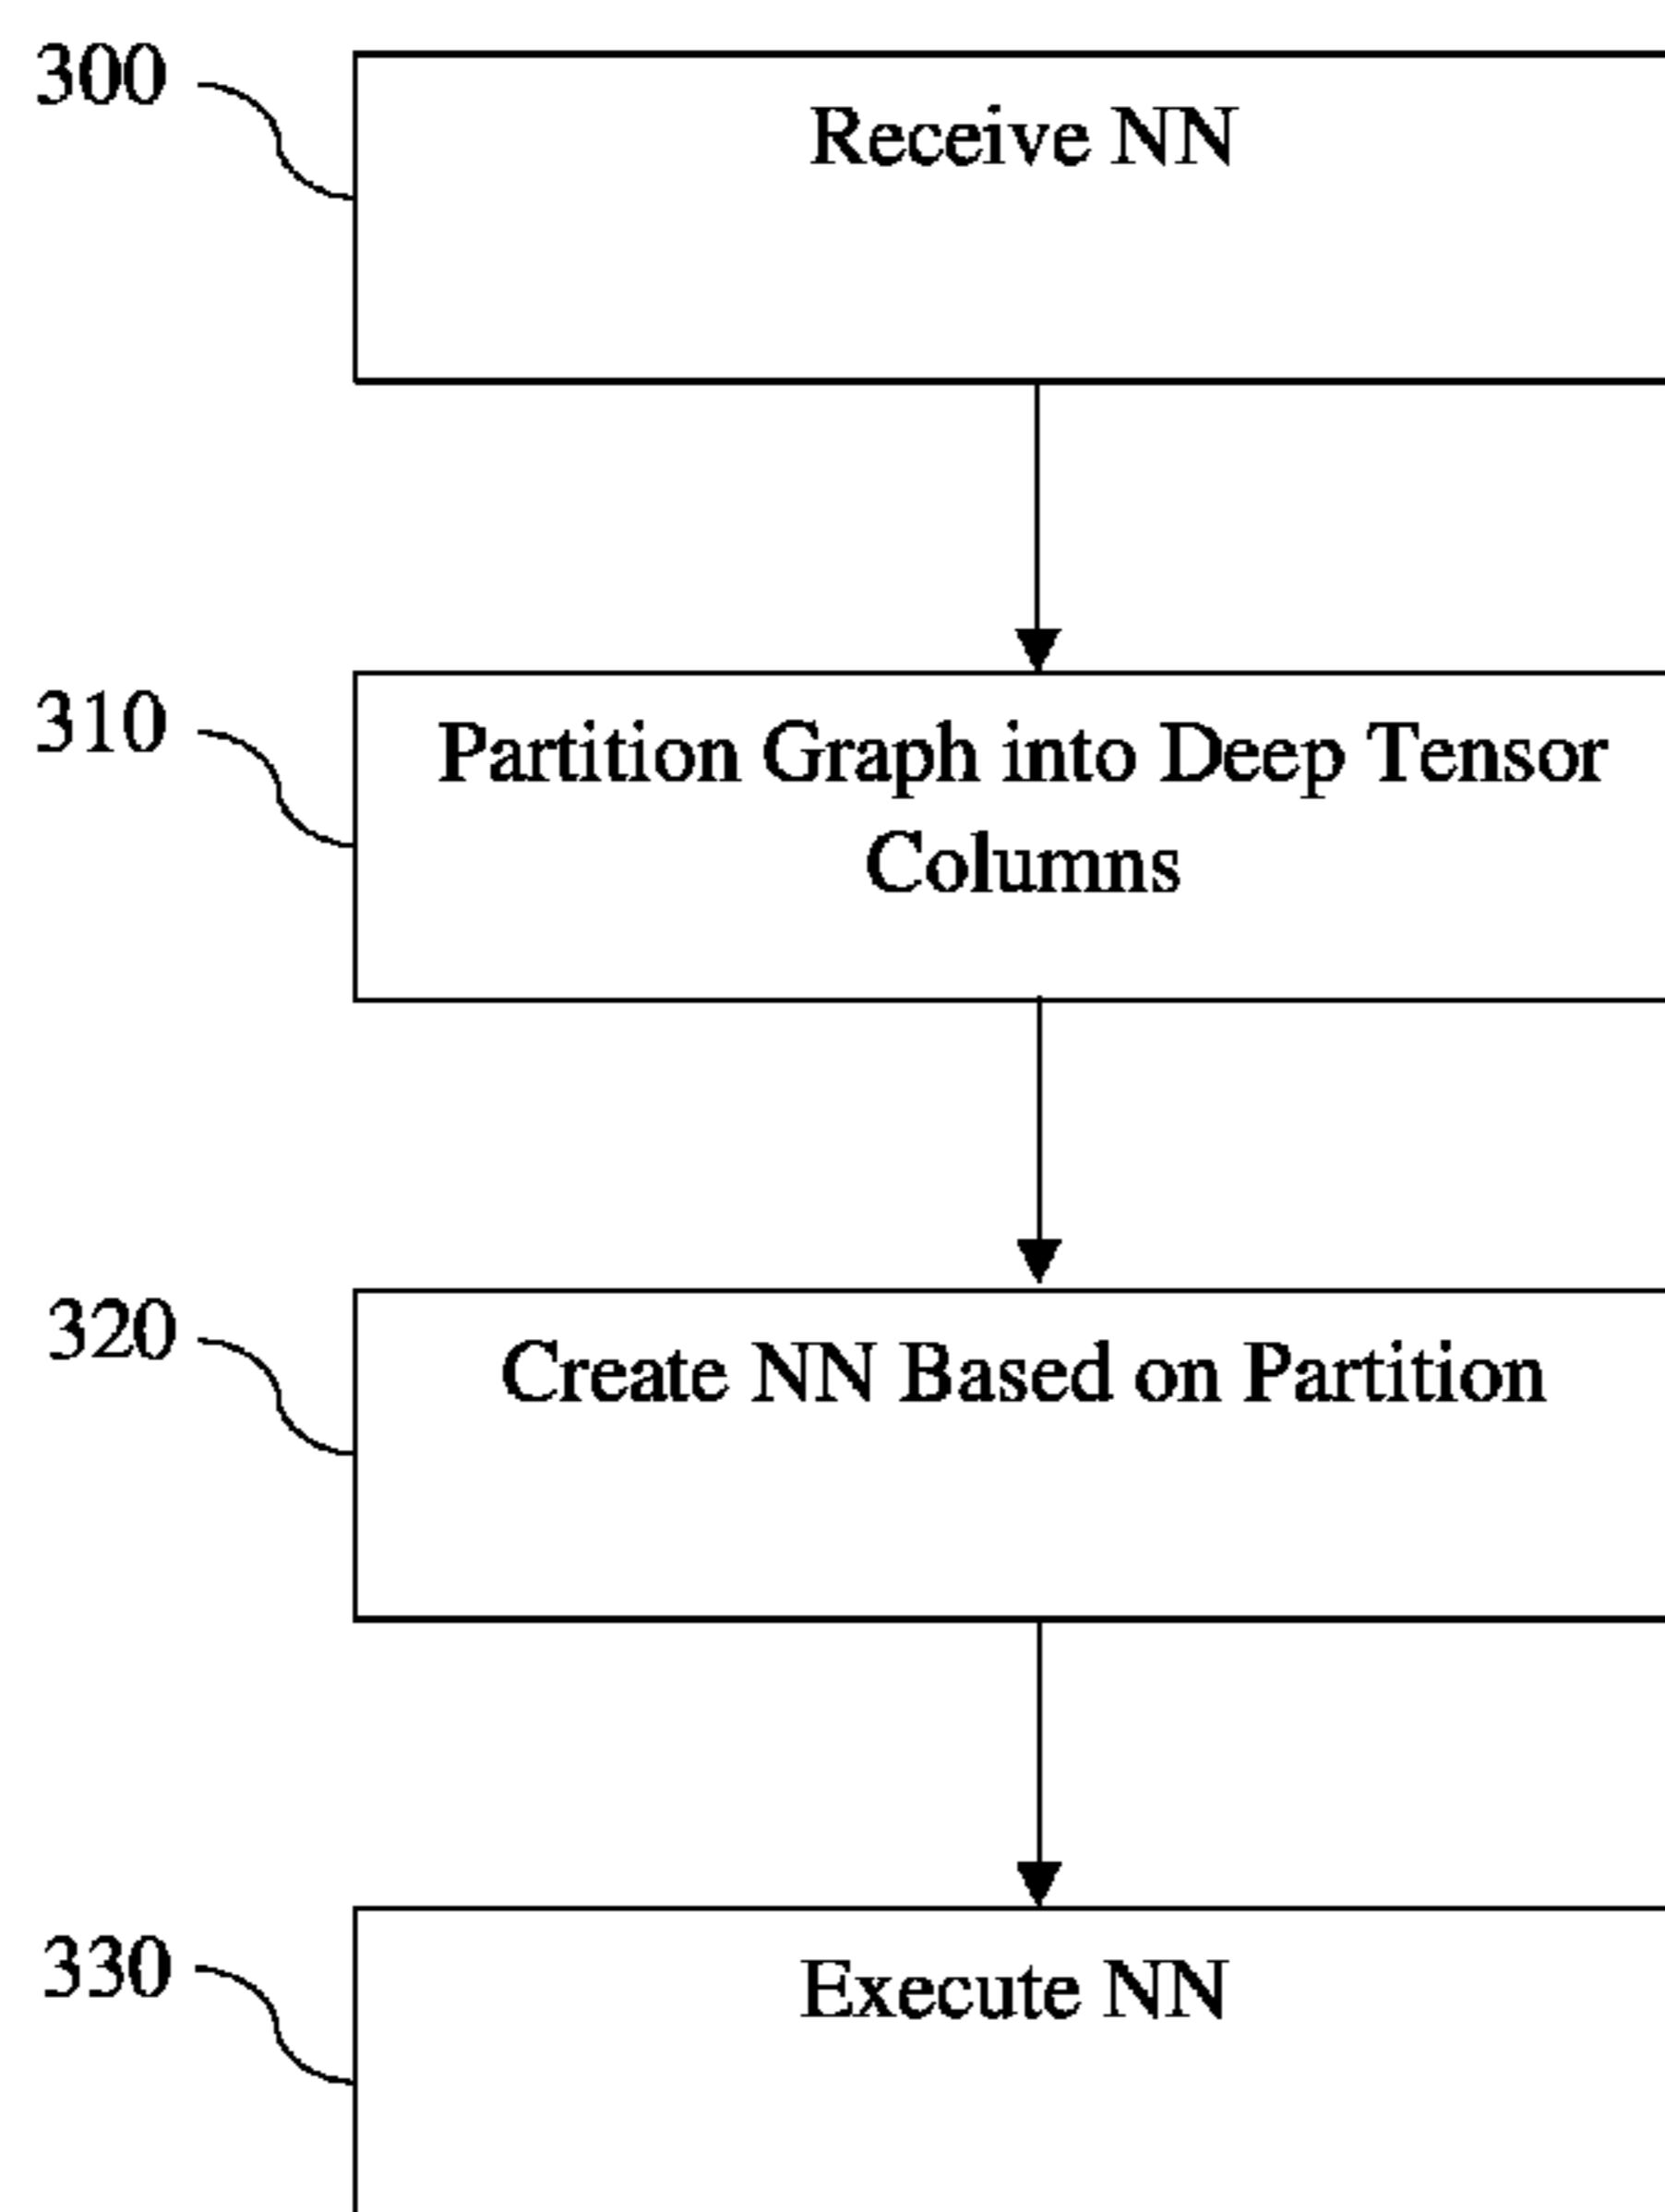 300
Receive NN
310
Partition Graph into Deep Tensor
Columns
320
Create NN Based on Partition
330
Execute NN